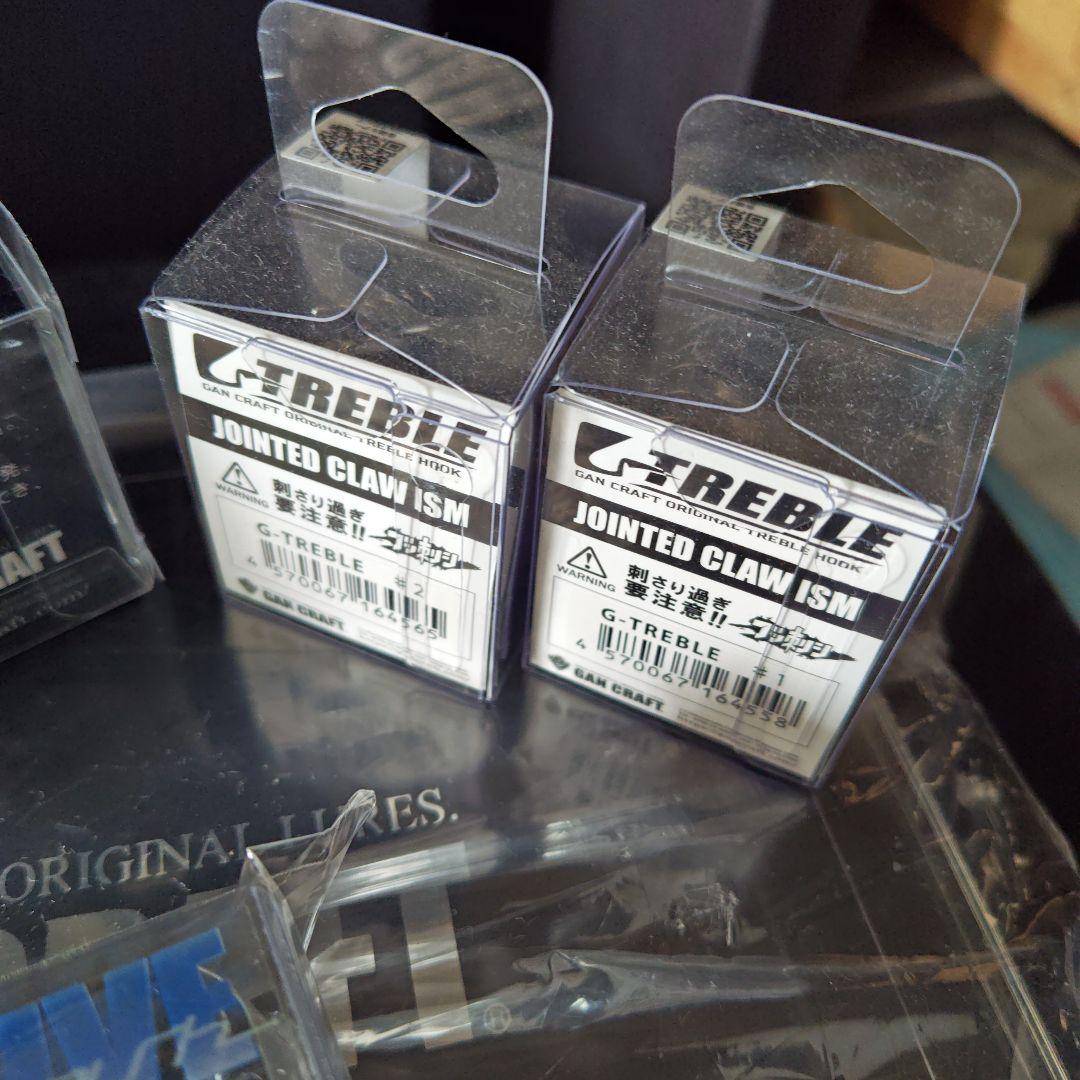 TREBLE
GAN CRAFT ORIGINAL TREBLE HOOK
JOINTED CLAW ISM
WARNING
刺さり過ぎ
要注意!!
G-TREBLE #2
4 570067 164565
GAN CRAFT
TREBLE
GAN CRAFT ORIGINAL TREBLE HOOK
JOINTED CLAW ISM
WARNING
刺さり過ぎ
要注意!!
G-TREBLE #1
4 570067 164558
GAN CRAFT
き、
RAFT
ORIGINAL LURES.
®